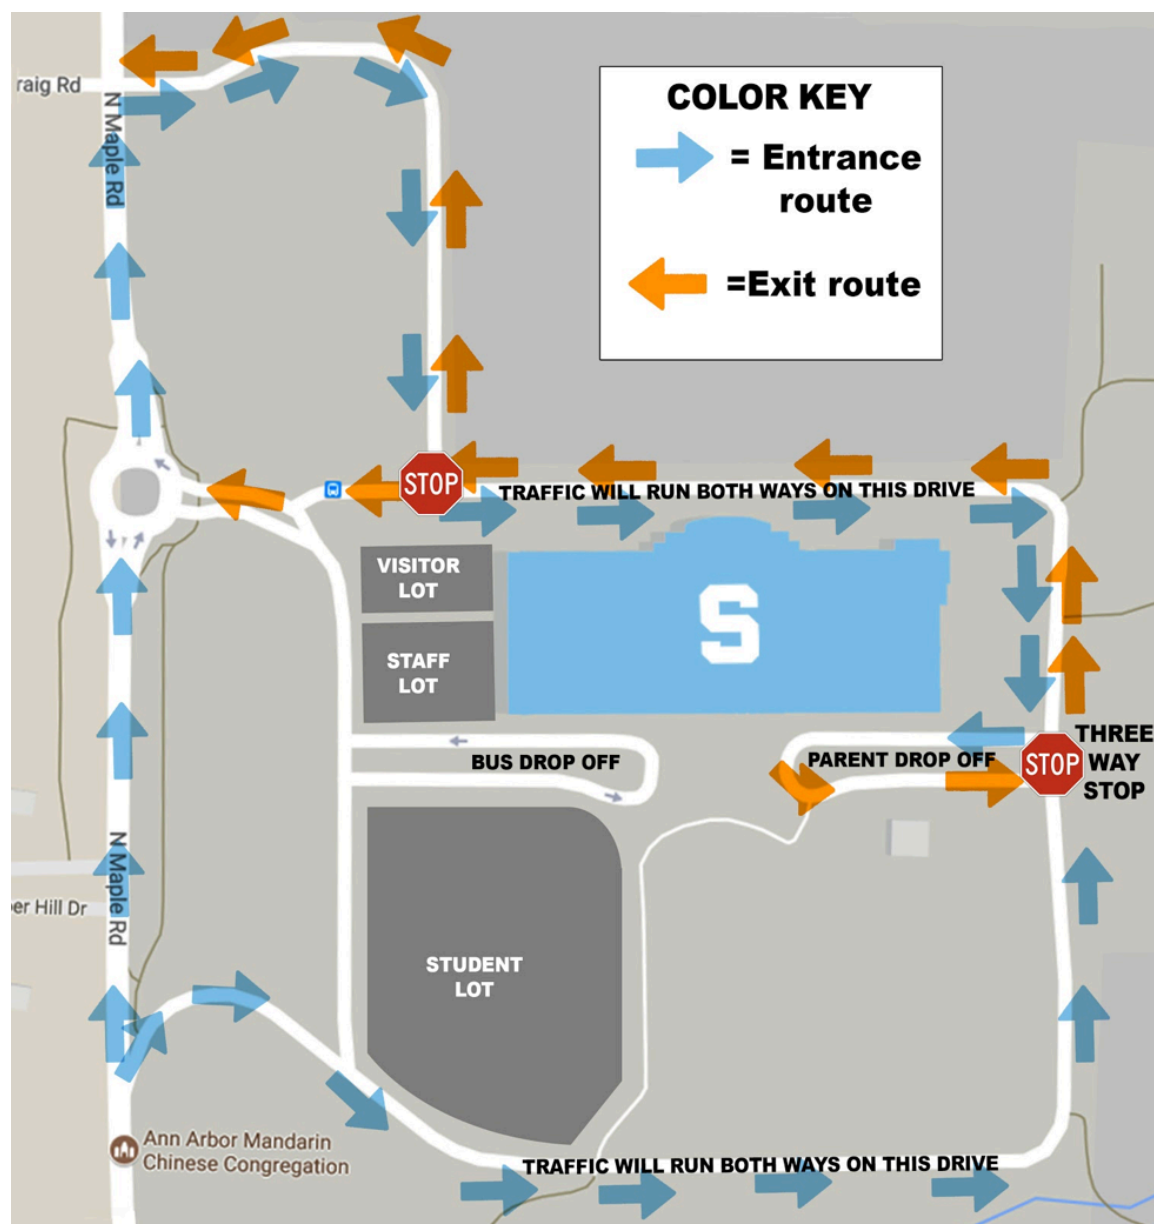 raig Rd
N Maple Rd
COLOR KEY
= Entrance
route
=Exit route
STOP
TRAFFIC WILL RUN BOTH WAYS ON THIS DRIVE
VISITOR
LOT
S
STAFF
LOT
BUS DROP OFF
PARENT DROP OFF
STOP
THREE
WAY
STOP
N Maple Rd
er Hill Dr
STUDENT
LOT
Ann Arbor Mandarin
Chinese Congregation
TRAFFIC WILL RUN BOTH WAYS ON THIS DRIVE